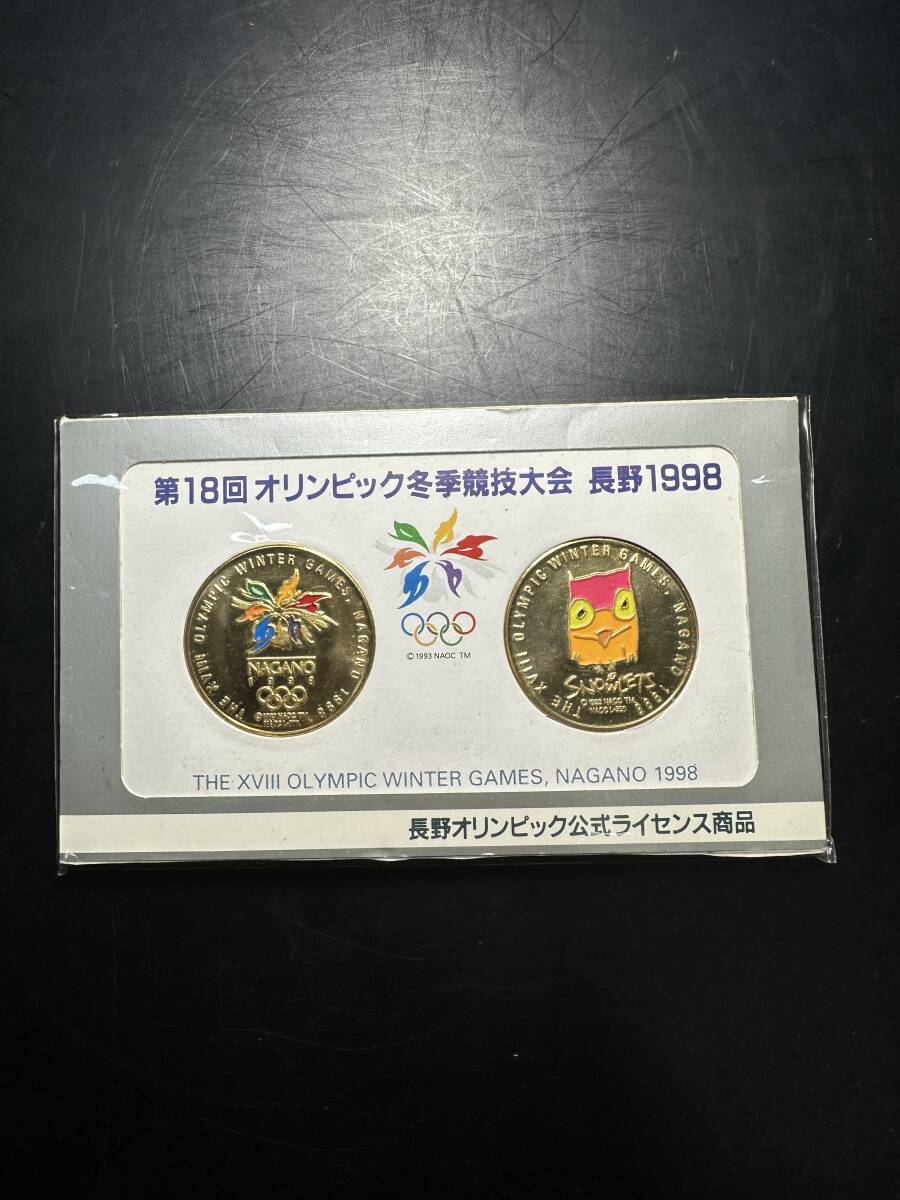 第18回オリンピック冬季競技大会 長野1998
THE XVIII OLYMPIC WINTER GAMES, NAGANO 1998
NAGANO
1998
©1993 NAOC TM
THE XVIII OLYMPIC WINTER GAMES, NAGANO 1998
SNOWLETS
THE XVIII OLYMPIC WINTER GAMES, NAGANO 1998
長野オリンピック公式ライセンス商品